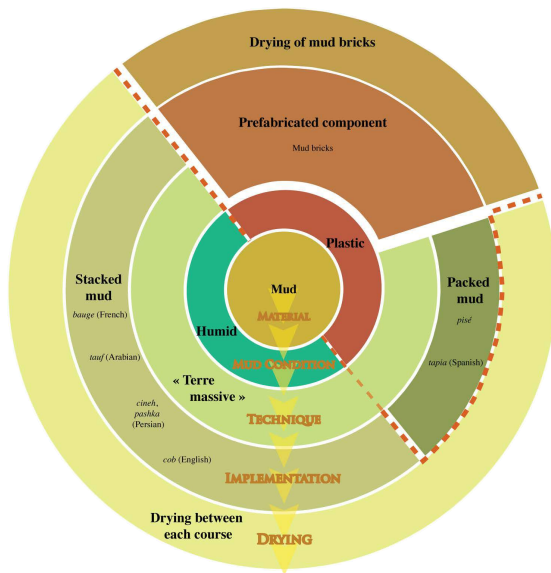 Drying of mud bricks
Prefabricated component
Mud bricks
Plastic
Mud
MATERIAL
Humid
MUD CONDITION
Stacked
mud
bauge (French)
tauf (Arabian)
cineh,
pashka
(Persian)
cob (English)
Packed
mud
pisé
tapia (Spanish)
« Terre
massive »
TECHNIQUE
IMPLEMENTATION
Drying between
each course
DRYING